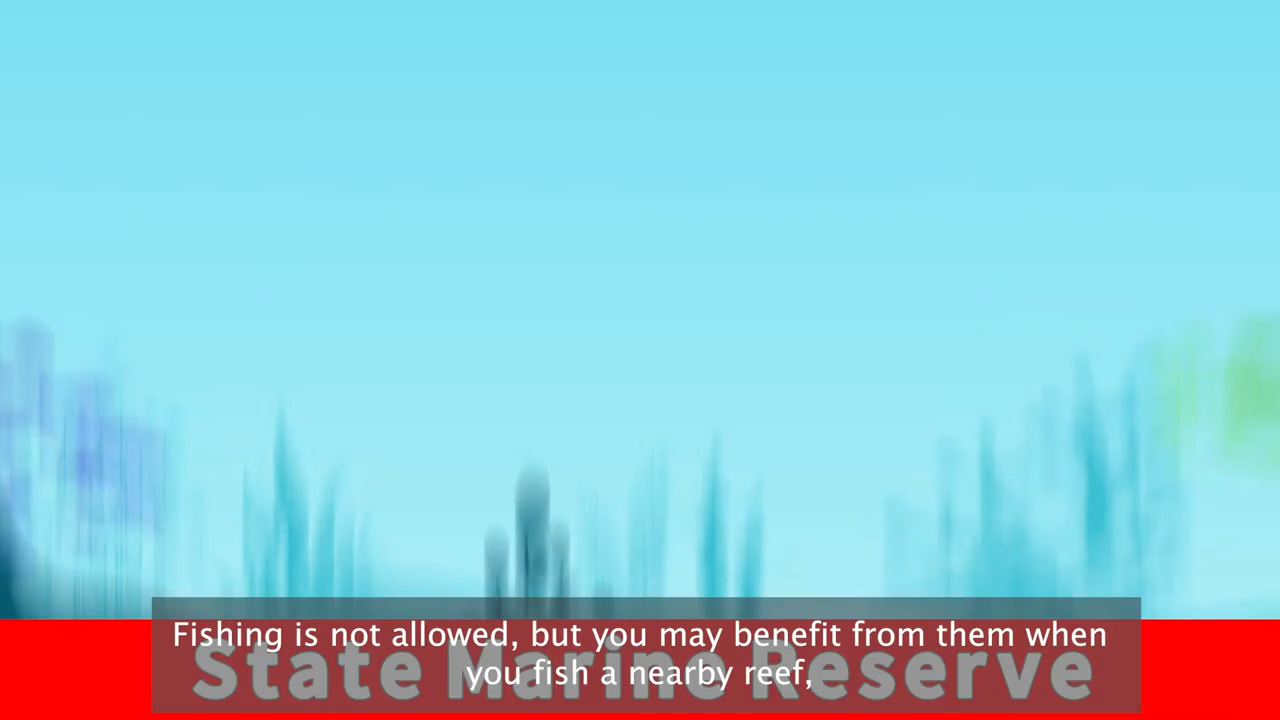 Fishing is not allowed, but you may benefit from them when
you fish a nearby reef,
State Marine Reserve